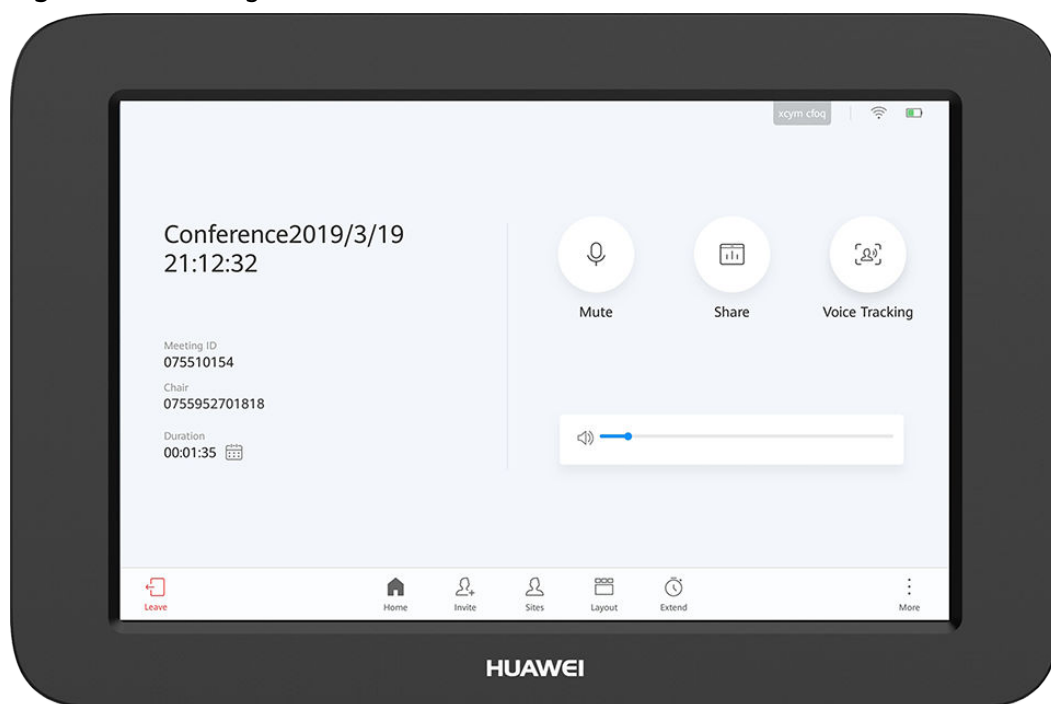 xcym cfoq
Conference2019/3/19
21:12:32
Meeting ID
075510154
Chair
0755952701818
Duration
00:01:35
Mute
Share
Voice Tracking
Leave
Home
Invite
Sites
Layout
Extend
More
HUAWEI